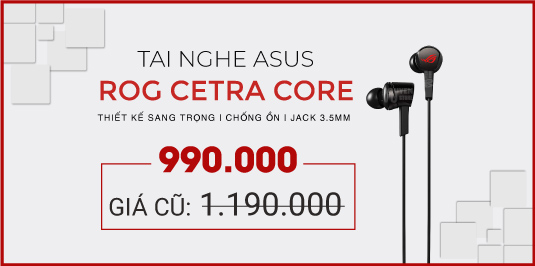 TAI NGHE ASUS
ROG CETRA CORE
THIẾT KẾ SANG TRỌNG I CHỐNG ỒN I JACK 3.5MM
990.000
GIÁ CŨ: 1.190.000